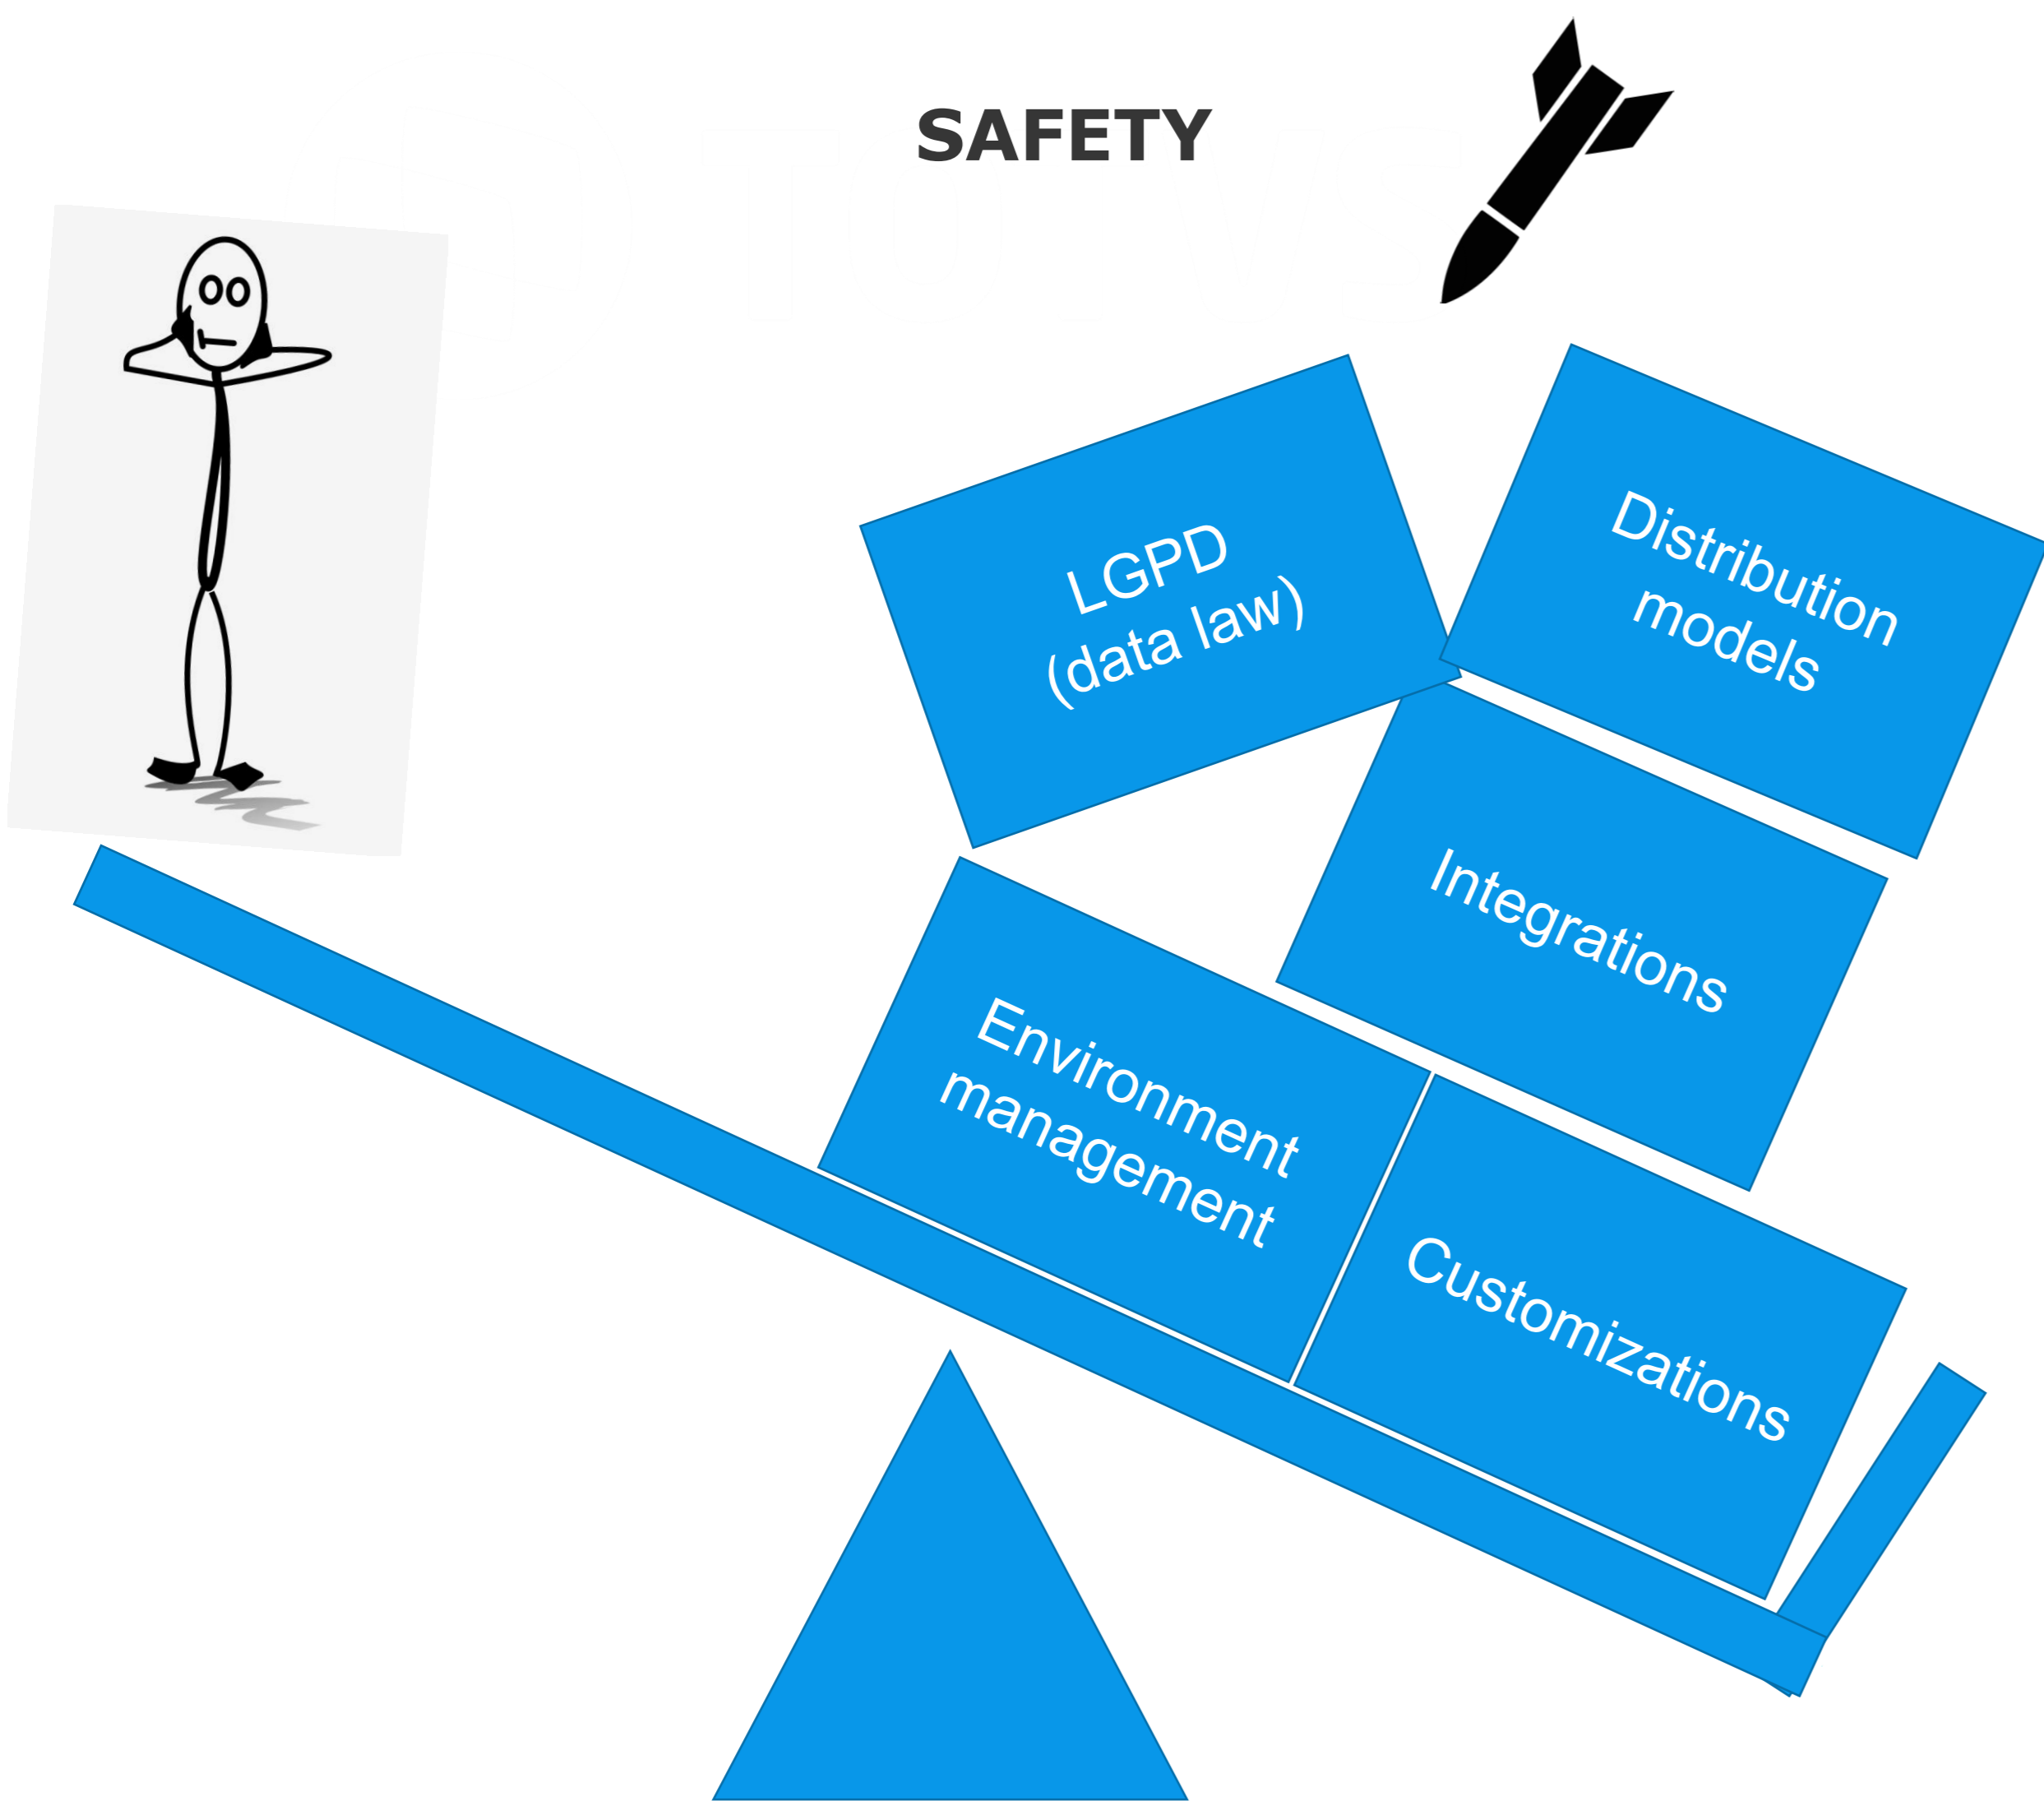 SAFETY
LGPD
(data law)
Distribution
models
Integrations
Environment
management
Customizations